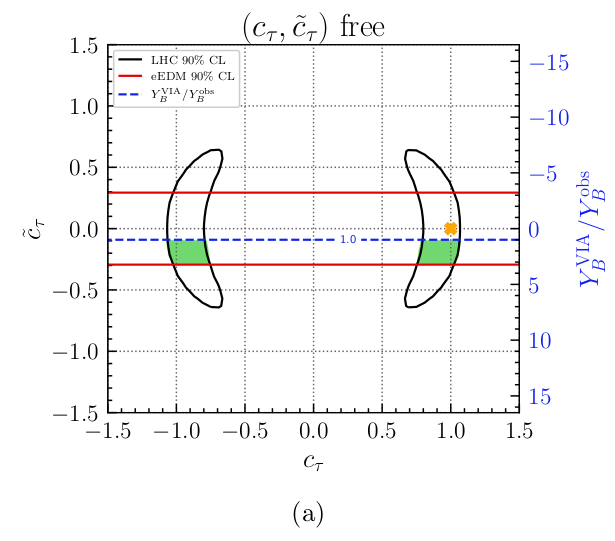 (c_τ, c̃_τ) free
LHC 90% CL
eEDM 90% CL
Y_B^VIA/Y_B^obs
1.5
1.0
0.5
0.0
−0.5
−1.0
−1.5
c̃_τ
1.0
−15
−10
−5
0
5
10
15
Y_B^VIA/Y_B^obs
−1.5 −1.0 −0.5 0.0 0.5 1.0 1.5
c_τ
(a)